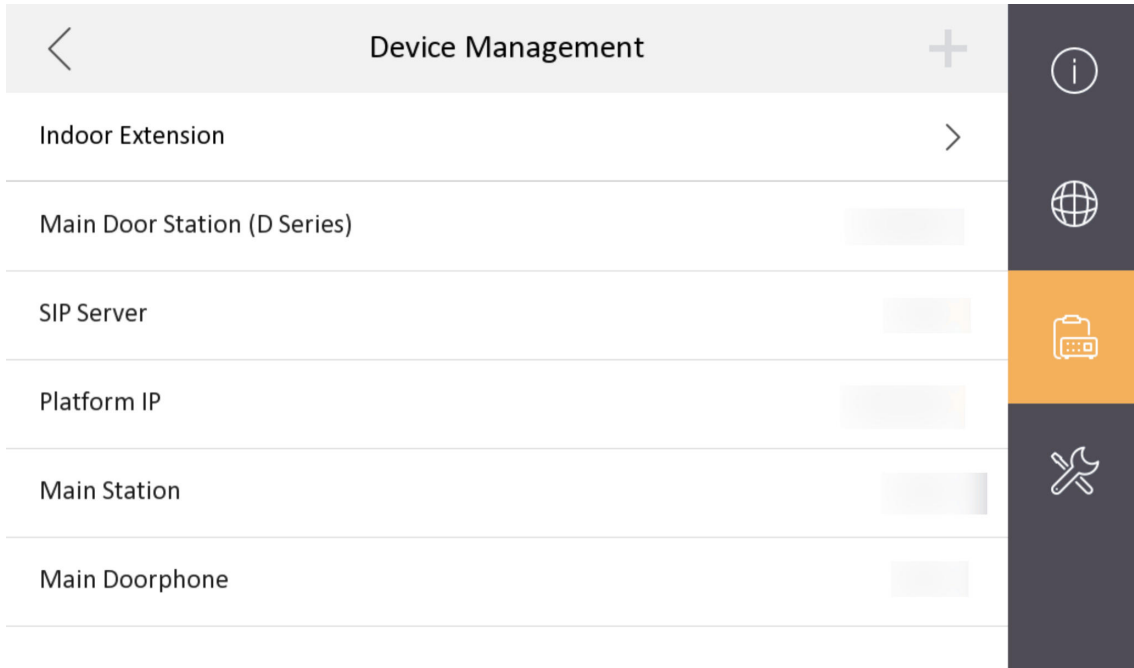 Device Management
Indoor Extension
Main Door Station (D Series)
SIP Server
Platform IP
Main Station
Main Doorphone